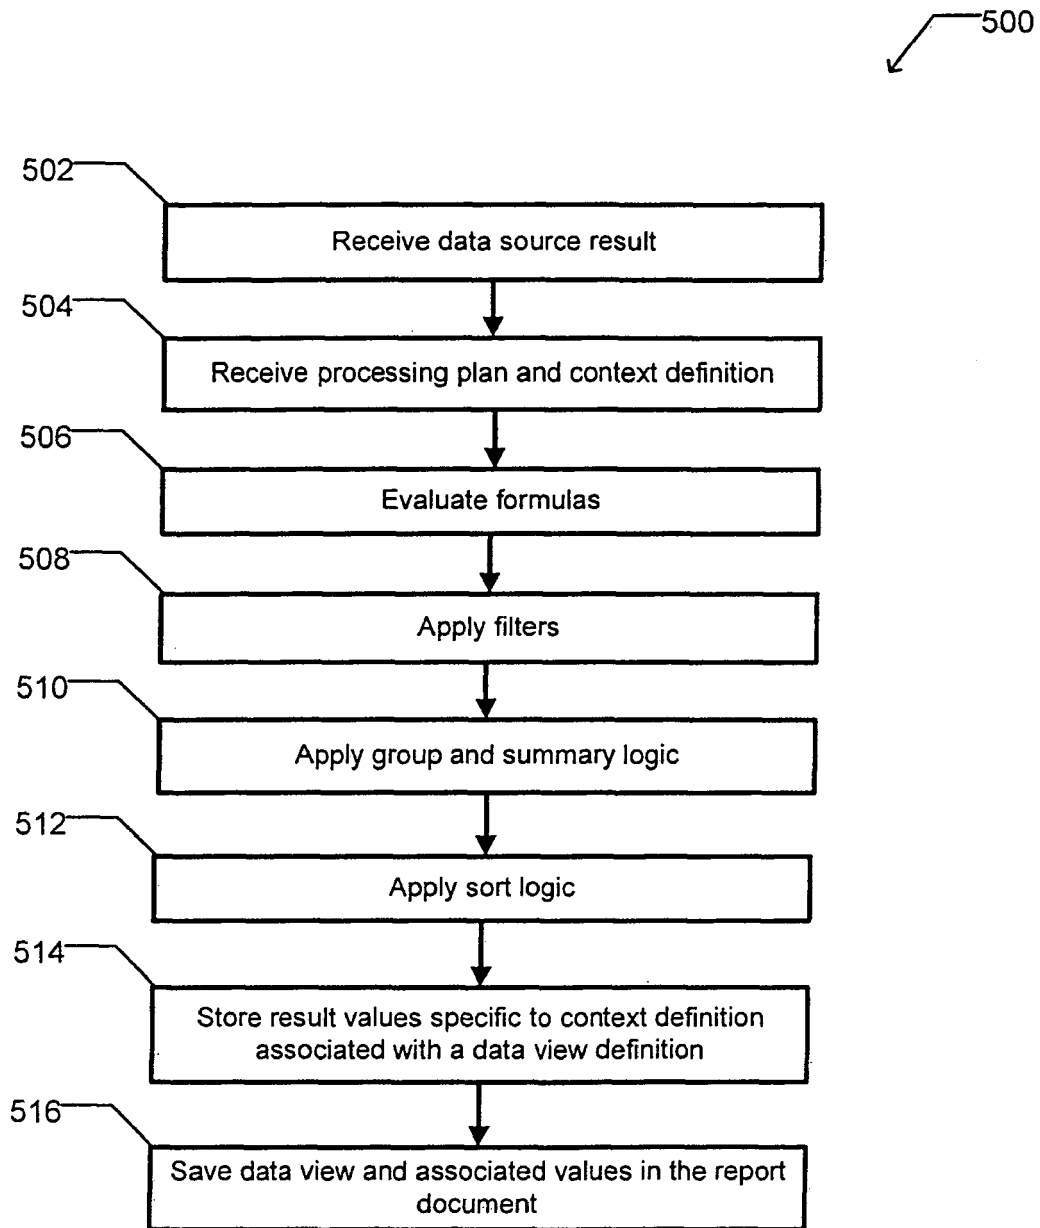 500
502
Receive data source result
504
Receive processing plan and context definition
506
Evaluate formulas
508
Apply filters
510
Apply group and summary logic
512
Apply sort logic
514
Store result values specific to context definition
associated with a data view definition
516
Save data view and associated values in the report
document